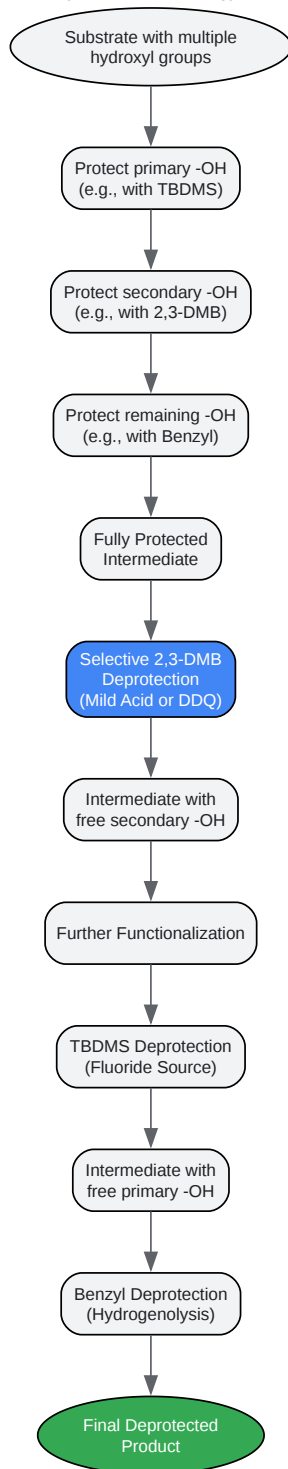 Substrate with multiple
hydroxyl groups
Protect primary -OH
(e.g., with TBDMS)
Protect secondary -OH
(e.g., with 2,3-DMB)
Protect remaining -OH
(e.g., with Benzyl)
Fully Protected
Intermediate
Selective 2,3-DMB
Deprotection
(Mild Acid or DDQ)
Intermediate with
free secondary -OH
Further Functionalization
TBDMS Deprotection
(Fluoride Source)
Intermediate with
free primary -OH
Benzyl Deprotection
(Hydrogenolysis)
Final Deprotected
Product